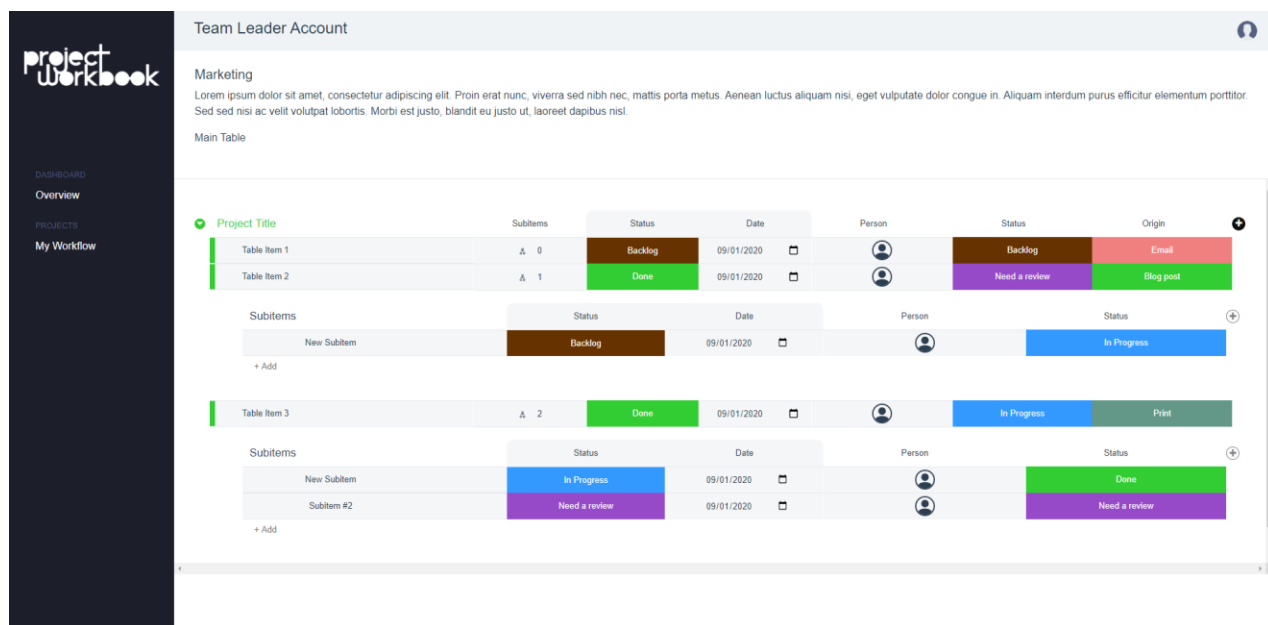 project
workbook
Team Leader Account
Marketing
Lorem ipsum dolor sit amet, consectetur adipiscing elit. Proin erat nunc, viverra sed nibh nec, mattis porta metus. Aenean luctus aliquam nisi, eget vulputate dolor congue in. Aliquam interdum purus efficitur elementum porttitor.
Sed sed nisi ac velit volutpat lobortis. Morbi est justo, blandit eu justo ut, laoreet dapibus nisl.
Main Table
DASHBOARD
Overview
PROJECTS
My Workflow
Project Title Subitems Status Date Person Status Origin
Table Item 1 0 Backlog 09/01/2020 Backlog Email
Table Item 2 1 Done 09/01/2020 Need a review Blog post
Subitems Status Date Person Status
New Subitem Backlog 09/01/2020 In Progress
+ Add
Table Item 3 2 Done 09/01/2020 In Progress Print
Subitems Status Date Person Status
New Subitem In Progress 09/01/2020 Done
Subitem #2 Need a review 09/01/2020 Need a review
+ Add